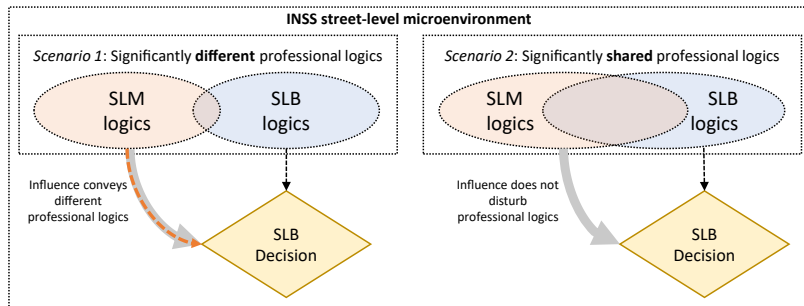 INSS street-level microenvironment
Scenario 1: Significantly different professional logics
SLM
logics
SLB
logics
Influence conveys
different
professional logics
SLB
Decision
Scenario 2: Significantly shared professional logics
SLM
logics
SLB
logics
Influence does not
disturb
professional logics
SLB
Decision